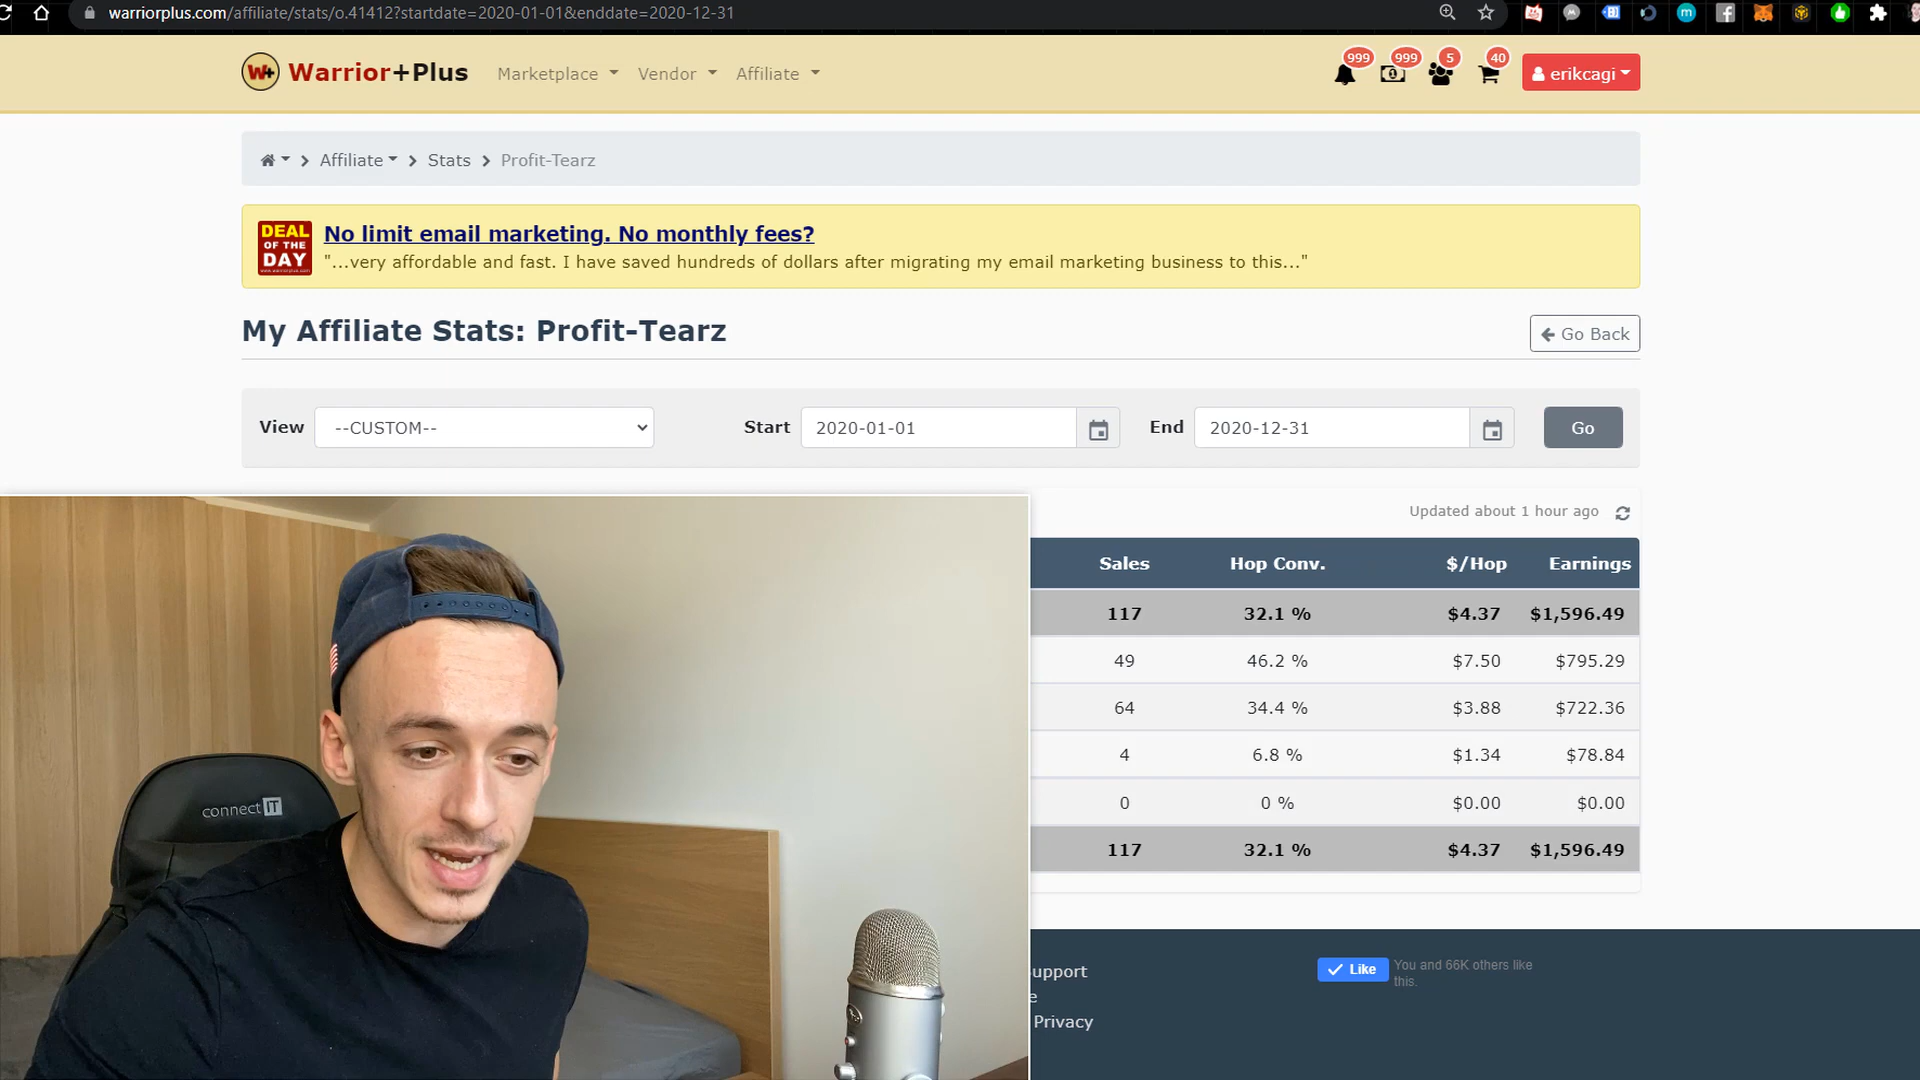 warriorplus.com/affiliate/stats/o.41412?startdate=2020-01-01&enddate=2020-12-31
W+ Warrior+Plus Marketplace Vendor Affiliate 999 999 5 40 erikcagi
Affiliate Stats Profit-Tearz
DEAL OF THE DAY
No limit email marketing. No monthly fees?
"...very affordable and fast. I have saved hundreds of dollars after migrating my email marketing business to this..."
My Affiliate Stats: Profit-Tearz Go Back
View --CUSTOM-- Start 2020-01-01 End 2020-12-31 Go
Updated about 1 hour ago
Sales Hop Conv. $/Hop Earnings
117 32.1 % $4.37 $1,596.49
49 46.2 % $7.50 $795.29
64 34.4 % $3.88 $722.36
4 6.8 % $1.34 $78.84
0 0 % $0.00 $0.00
117 32.1 % $4.37 $1,596.49
connect IT
upport
e
Privacy
Like You and 66K others like
this.